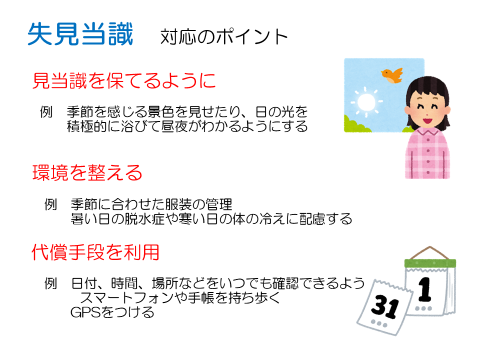 失見当識 対応のポイント
見当識を保てるように
例 季節を感じる景色を見せたり、日の光を
積極的に浴びて昼夜がわかるようにする
環境を整える
例 季節に合わせた服装の管理
暑い日の脱水症や寒い日の体の冷えに配慮する
代償手段を利用
例 日付、時間、場所などをいつでも確認できるよう
スマートフォンや手帳を持ち歩く
GPSをつける
31
1